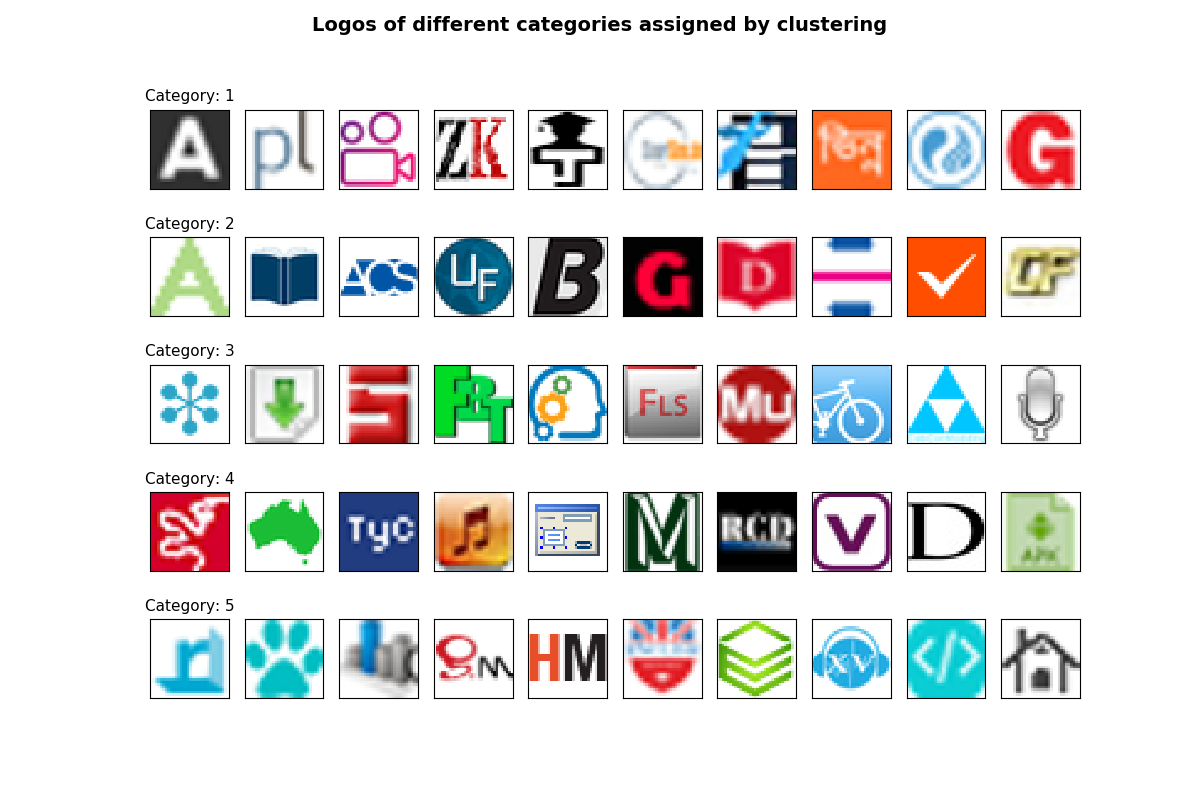 Logos of different categories assigned by clustering
Category: 1
A pl ZK ভিন্ন G
Category: 2
A ACS UF B G D GF
Category: 3
S FRT FLS Mu
Category: 4
TyC M RCD V D APK
Category: 5
n gm HM XV </>